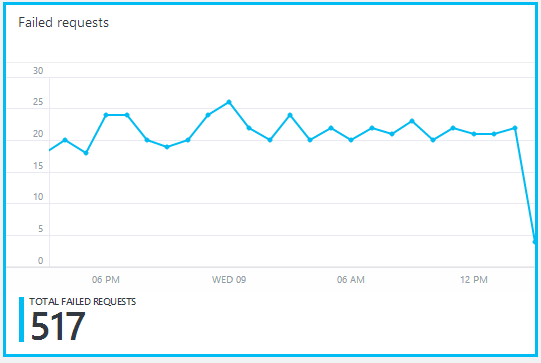 Failed requests
30
25
20
15
10
5
0
06 PM WED 09 06 AM 12 PM
TOTAL FAILED REQUESTS
517